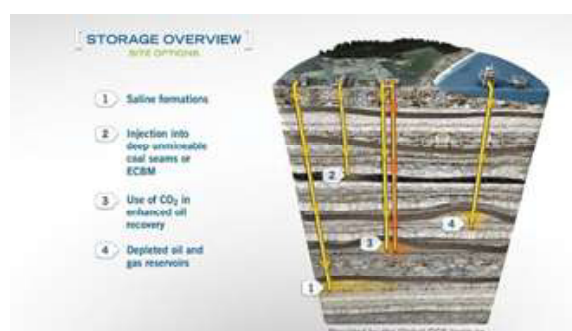 STORAGE OVERVIEW
SITE OPTIONS
1 Saline formations
2 Injection into
deep unmineable
coal seams or
ECBM
3 Use of CO₂ in
enhanced oil
recovery
4 Depleted oil and
gas reservoirs
2
4
3
1